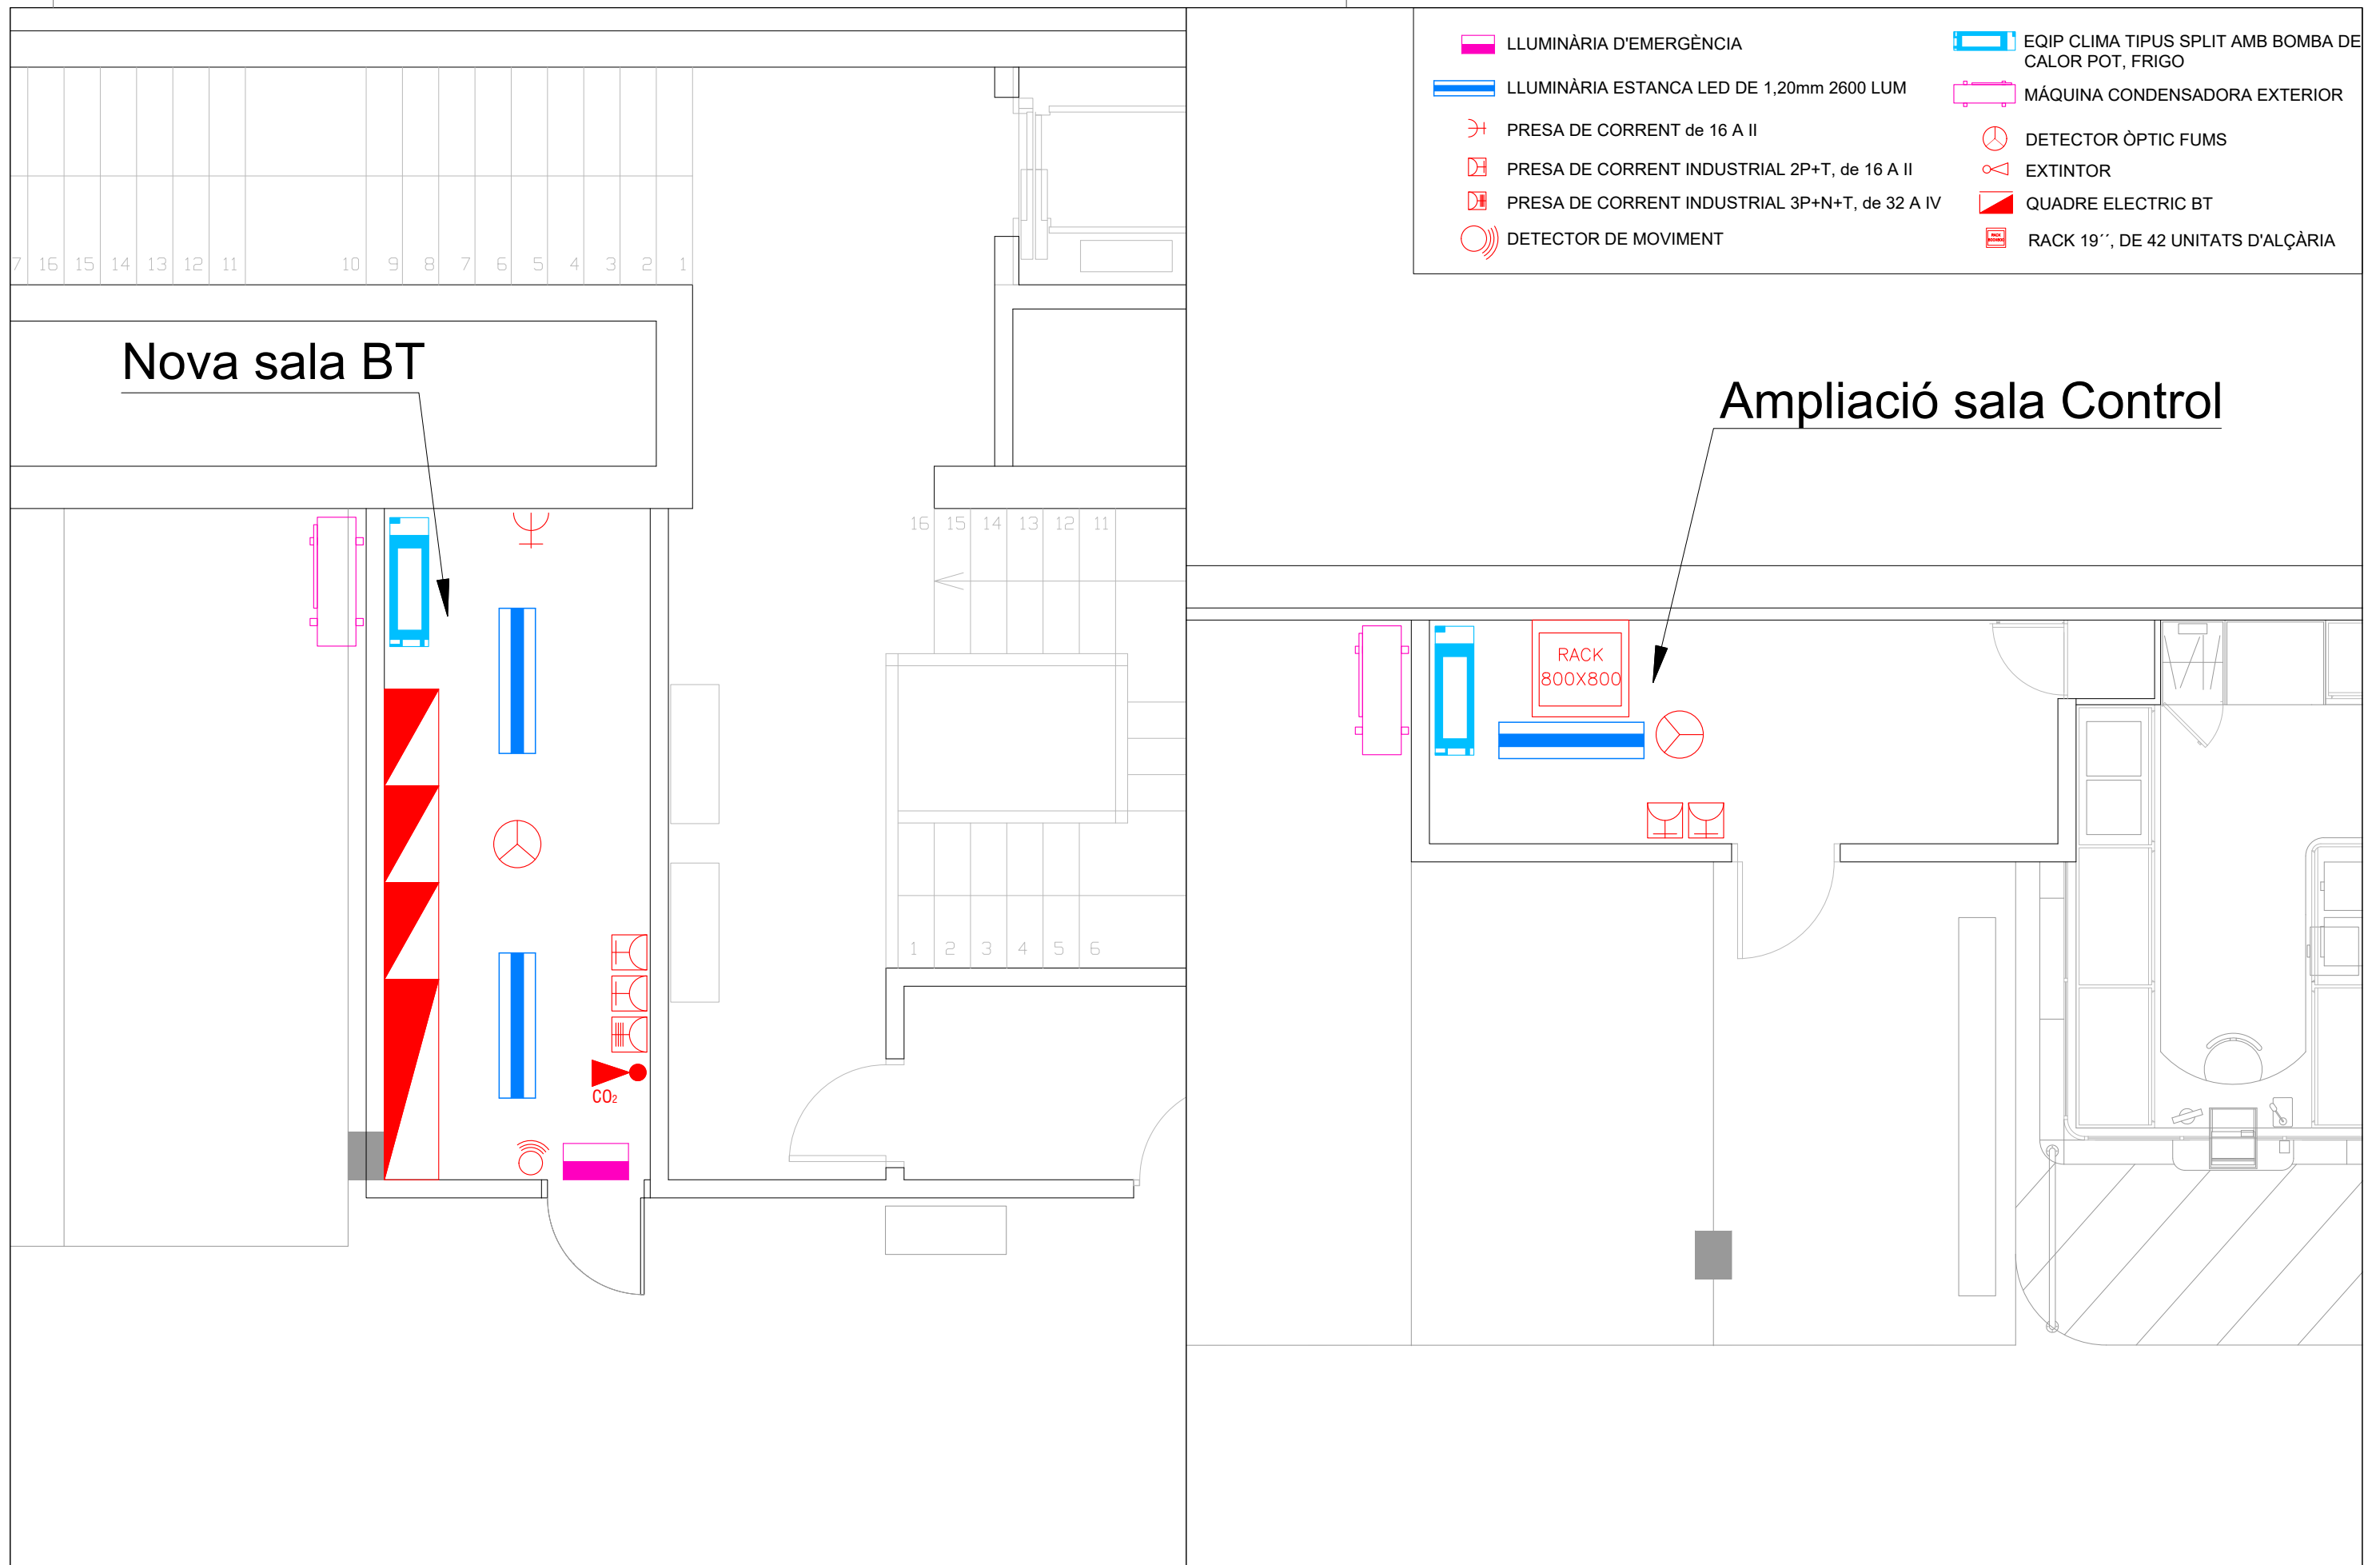 LLUMINÀRIA D'EMERGÈNCIA
LLUMINÀRIA ESTANCA LED DE 1,20mm 2600 LUM
PRESA DE CORRENT de 16 A II
PRESA DE CORRENT INDUSTRIAL 2P+T, de 16 A II
PRESA DE CORRENT INDUSTRIAL 3P+N+T, de 32 A IV
DETECTOR DE MOVIMENT
EQIP CLIMA TIPUS SPLIT AMB BOMBA DE
CALOR POT, FRIGO
MÁQUINA CONDENSADORA EXTERIOR
DETECTOR ÒPTIC FUMS
EXTINTOR
QUADRE ELECTRIC BT
RACK 19´´, DE 42 UNITATS D'ALÇÀRIA
7 16 15 14 13 12 11 10 9 8 7 6 5 4 3 2 1
Nova sala BT
Ampliació sala Control
16 15 14 13 12 11
RACK
800X800
1 2 3 4 5 6
CO₂